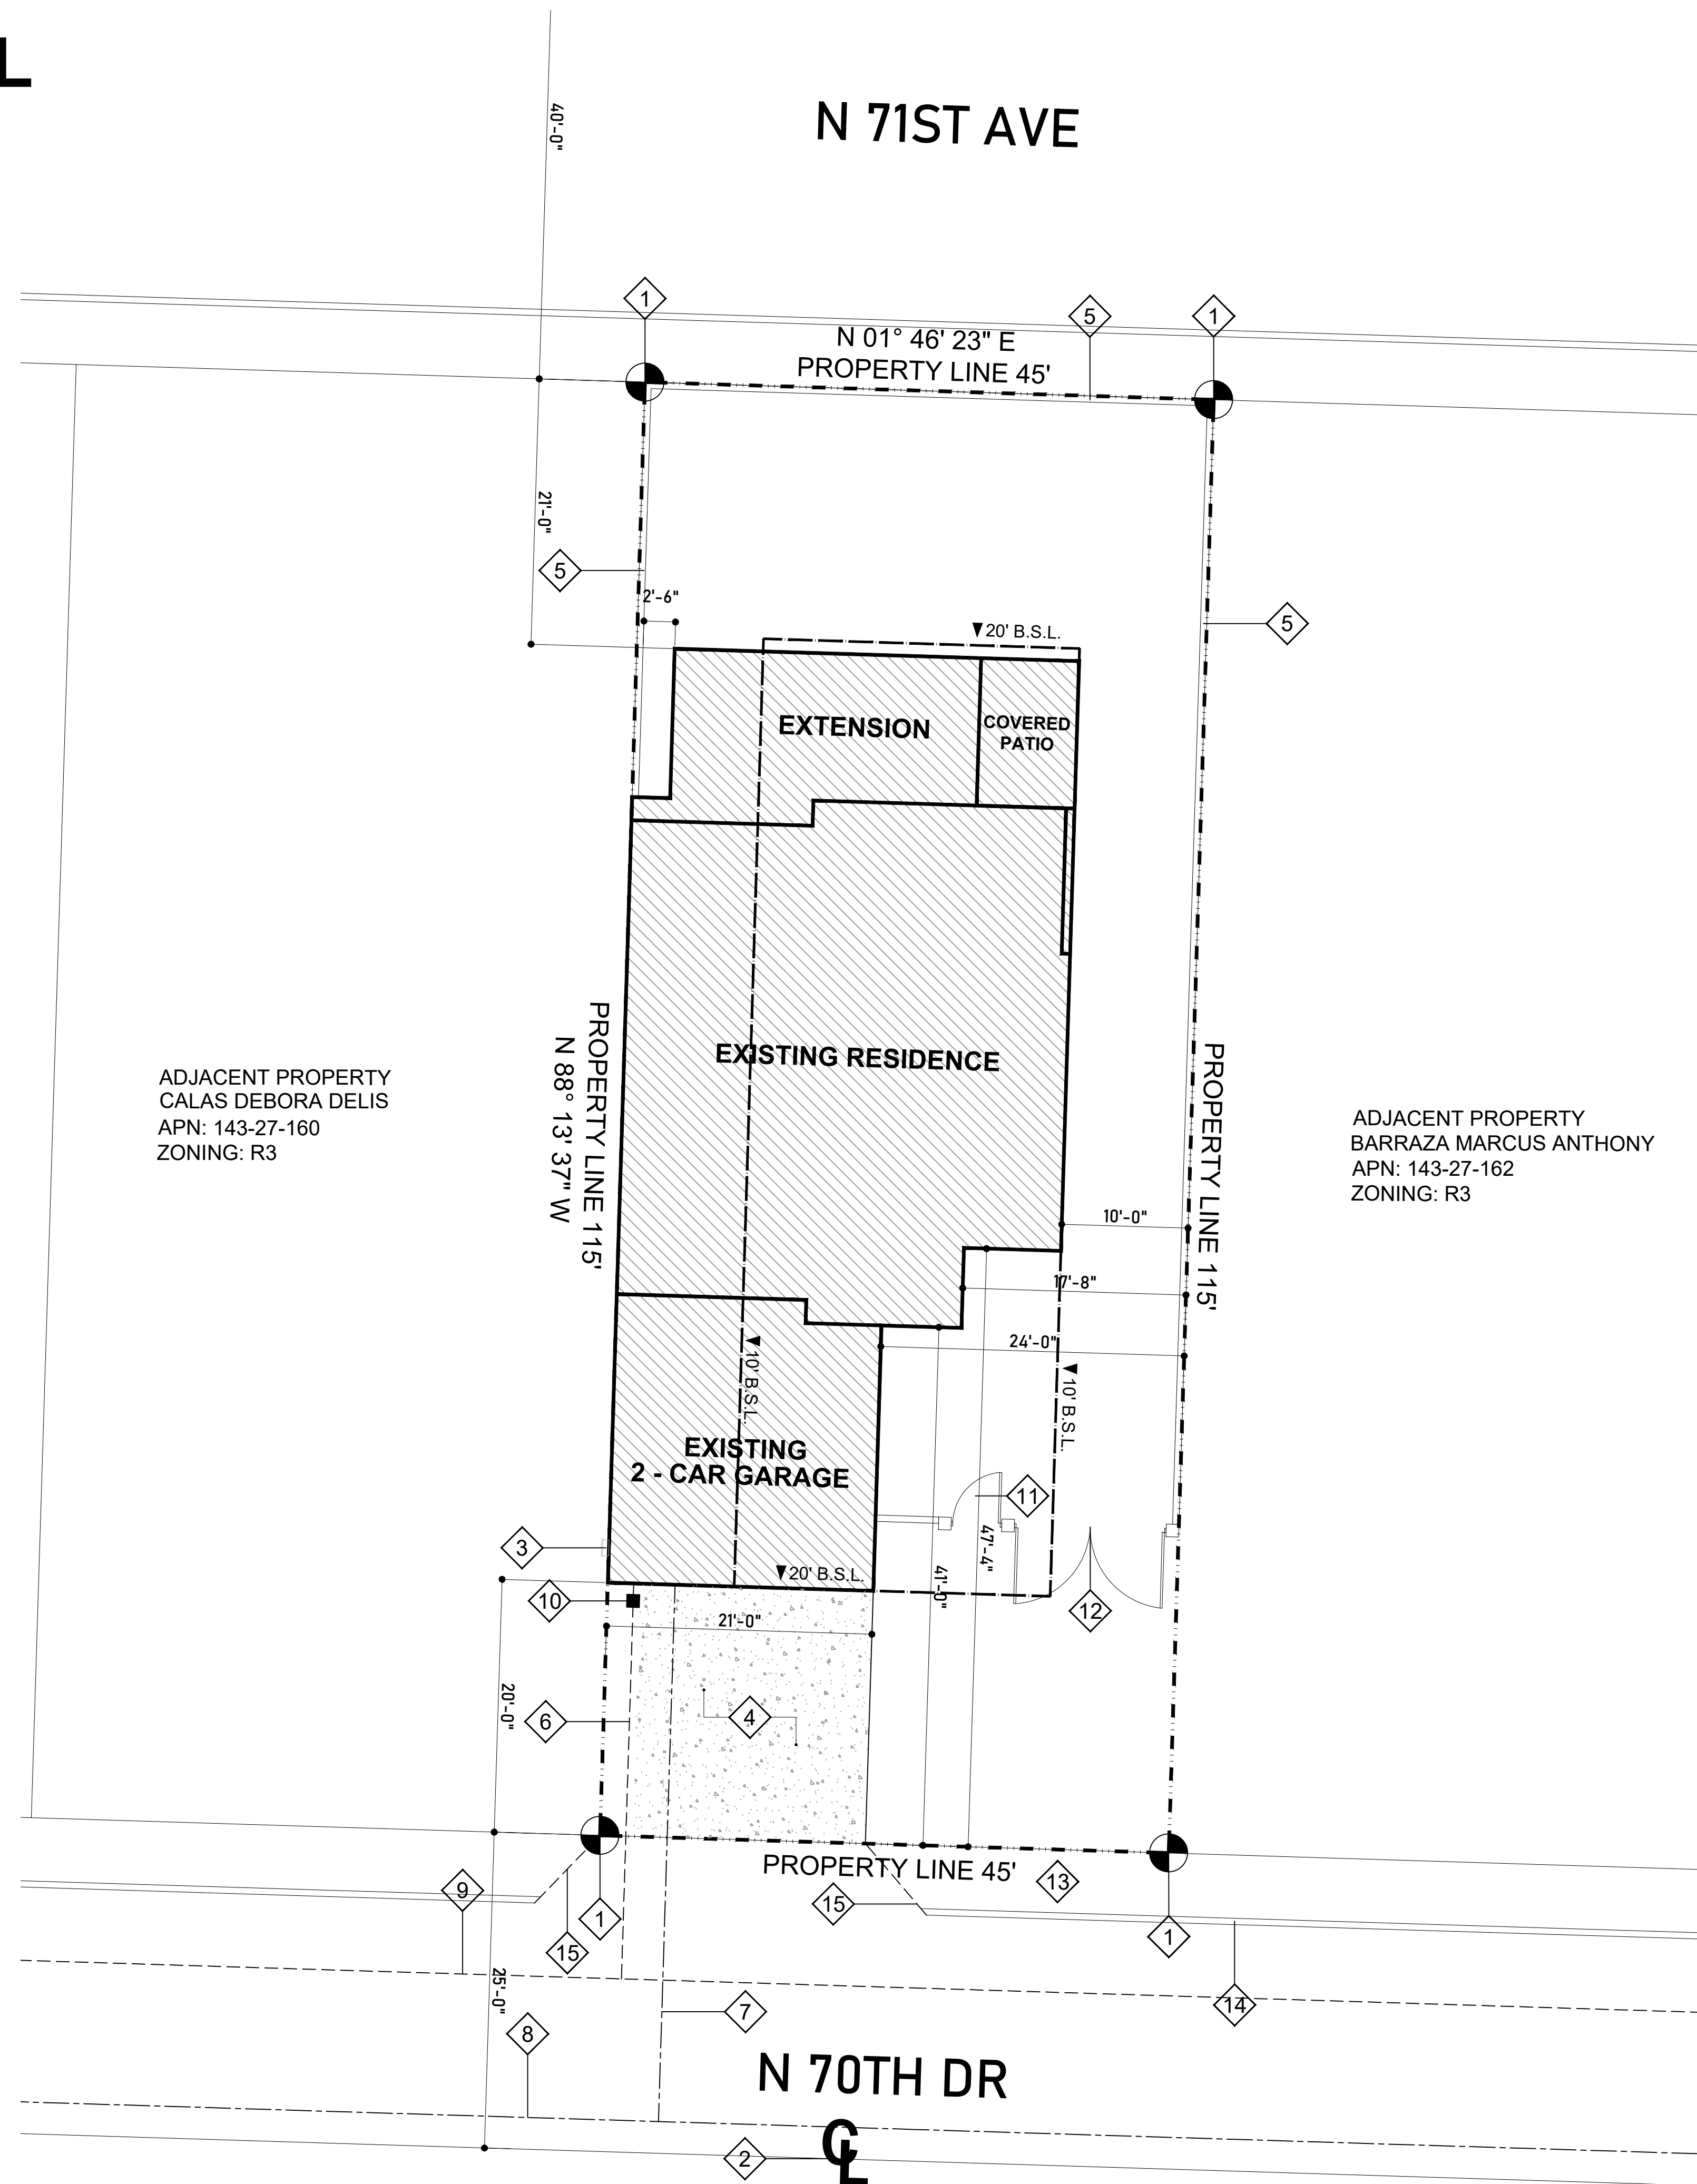 L
40'-0"
N 71ST AVE
1
5
1
N 01° 46' 23" E
PROPERTY LINE 45'
21'-0"
5
2'-6"
5
20' B.S.L.
EXTENSION
COVERED
PATIO
PROPERTY LINE 115'
N 88° 13' 37" W
EXISTING RESIDENCE
PROPERTY LINE 115'
ADJACENT PROPERTY
CALAS DEBORA DELIS
APN: 143-27-160
ZONING: R3
ADJACENT PROPERTY
BARRAZA MARCUS ANTHONY
APN: 143-27-162
ZONING: R3
10'-0"
17'-8"
24'-0"
10' B.S.L.
10' B.S.L.
EXISTING
2 - CAR GARAGE
11
47'-4"
41'-0"
3
20' B.S.L.
10
12
21'-0"
20'-0"
6
4
PROPERTY LINE 45'
13
9
15
1
15
1
25'-0"
14
7
8
N 70TH DR
CL
2